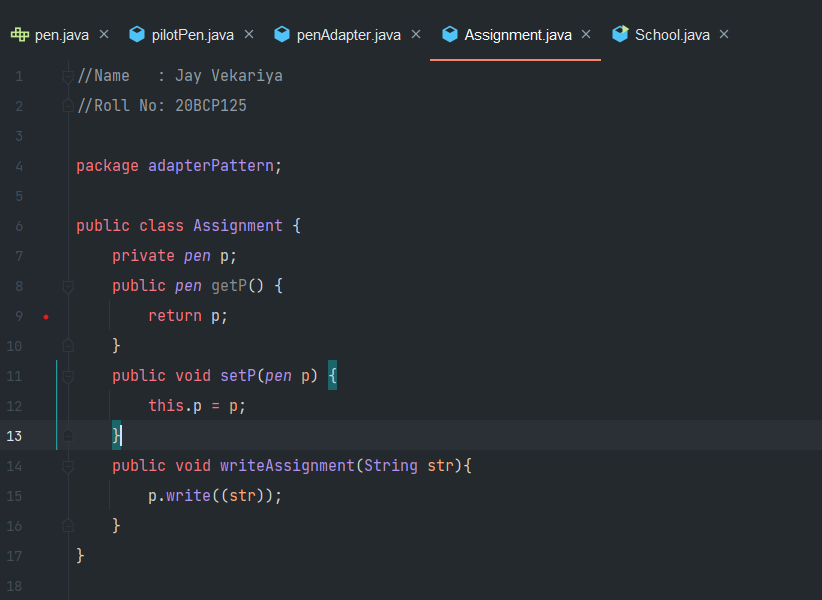 pen.java × pilotPen.java × penAdapter.java × Assignment.java × School.java ×
1 //Name   : Jay Vekariya
2 //Roll No: 20BCP125
3
4 package adapterPattern;
5
6 public class Assignment {
7     private pen p;
8     public pen getP() {
9         return p;
10     }
11     public void setP(pen p) {
12         this.p = p;
13     }
14     public void writeAssignment(String str){
15         p.write((str));
16     }
17 }
18